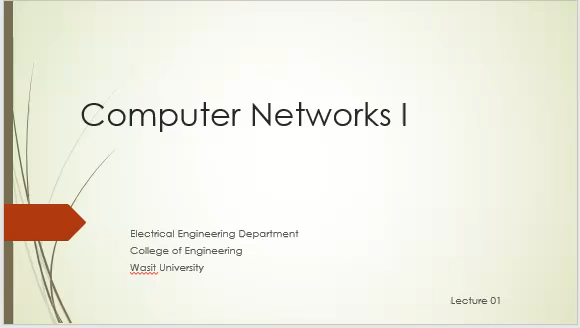 Computer Networks I
Electrical Engineering Department
College of Engineering
Wasit University
Lecture 01